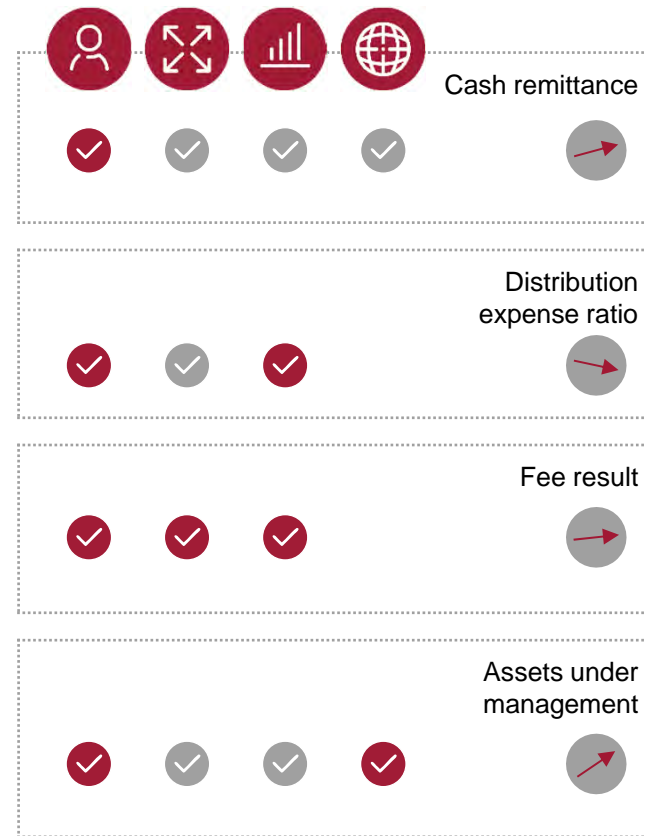 Cash remittance
Distribution
expense ratio
Fee result
Assets under
management